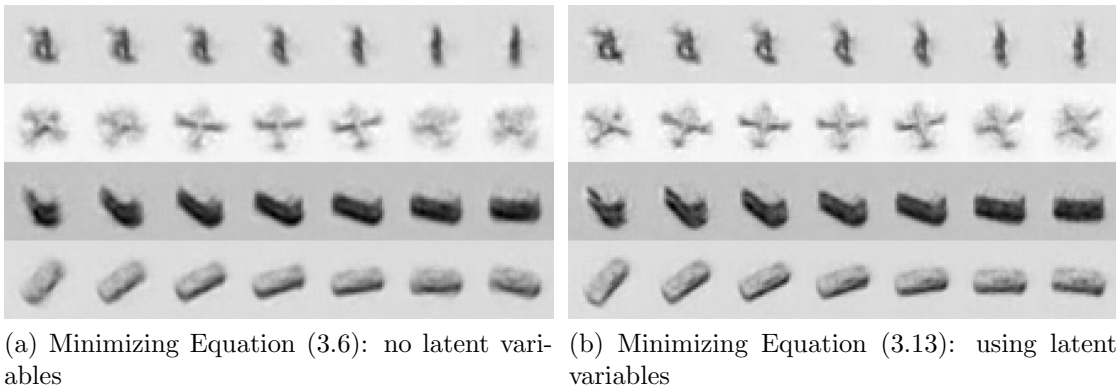 (a) Minimizing Equation (3.6): no latent vari-
ables
(b) Minimizing Equation (3.13): using latent
variables